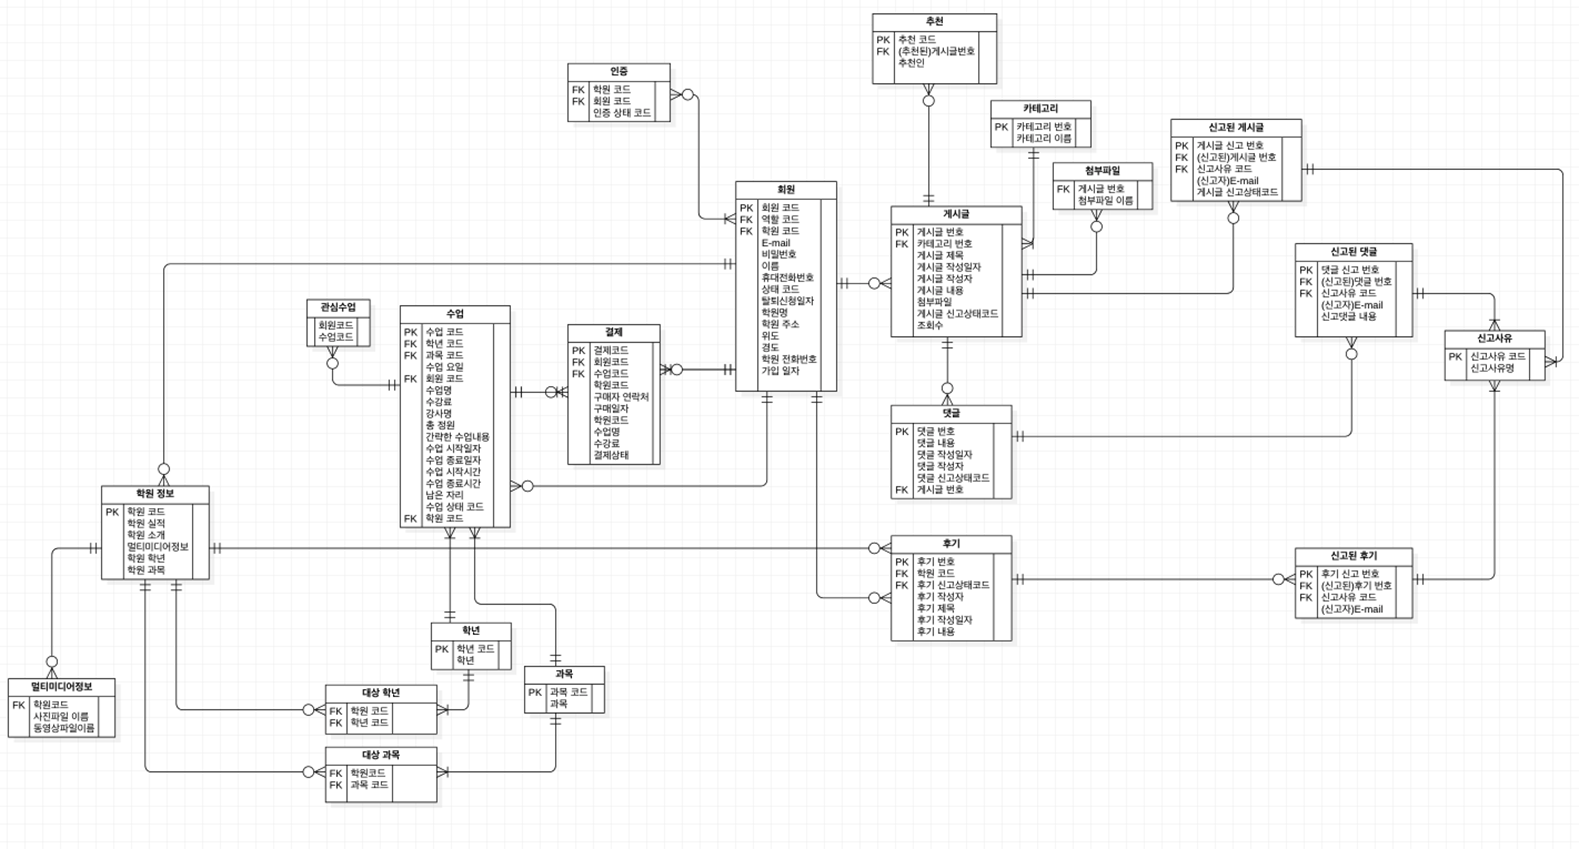 추천
PK 추천 코드
FK (추천된)게시글번호
추천인
인증
FK 학원 코드
FK 회원 코드
인증 상태 코드
카테고리
PK 카테고리 번호
카테고리 이름
신고된 게시글
PK 게시글 신고 번호
FK (신고된)게시글 번호
FK 신고사유 코드
(신고자)E-mail
게시글 신고상태코드
첨부파일
FK 게시글 번호
첨부파일 이름
회원
PK 회원 코드
FK 역할 코드
FK 학원 코드
E-mail
비밀번호
이름
휴대전화번호
상태 코드
탈퇴신청일자
학원명
학원 주소
위도
경도
학원 전화번호
가입 일자
게시글
PK 게시글 번호
FK 카테고리 번호
게시글 제목
게시글 작성일자
게시글 작성자
게시글 내용
첨부파일
게시글 신고상태코드
조회수
신고된 댓글
PK 댓글 신고 번호
FK (신고된)댓글 번호
FK 신고사유 코드
(신고자)E-mail
신고댓글 내용
관심수업
회원코드
수업코드
수업
PK 수업 코드
FK 학년 코드
FK 과목 코드
수업 요일
FK 회원 코드
수업명
수강료
강사명
총 정원
간략한 수업내용
수업 시작일자
수업 종료일자
수업 시작시간
수업 종료시간
남은 자리
수업 상태 코드
FK 학원 코드
결제
PK 결제코드
FK 회원코드
FK 수업코드
학원코드
구매자 연락처
구매일자
학원코드
수업명
수강료
결제상태
신고사유
PK 신고사유 코드
신고사유명
댓글
PK 댓글 번호
댓글 내용
댓글 작성일자
댓글 작성자
댓글 신고상태코드
FK 게시글 번호
학원 정보
PK 학원 코드
학원 실적
학원 소개
멀티미디어정보
학원 학년
학원 과목
후기
PK 후기 번호
FK 학원 코드
FK 후기 신고상태코드
후기 작성자
후기 제목
후기 작성일자
후기 내용
신고된 후기
PK 후기 신고 번호
FK (신고된)후기 번호
FK 신고사유 코드
(신고자)E-mail
학년
PK 학년 코드
학년
과목
PK 과목 코드
과목
멀티미디어정보
FK 학원코드
사진파일 이름
동영상파일이름
대상 학년
FK 학원 코드
FK 학년 코드
대상 과목
FK 학원코드
FK 과목 코드